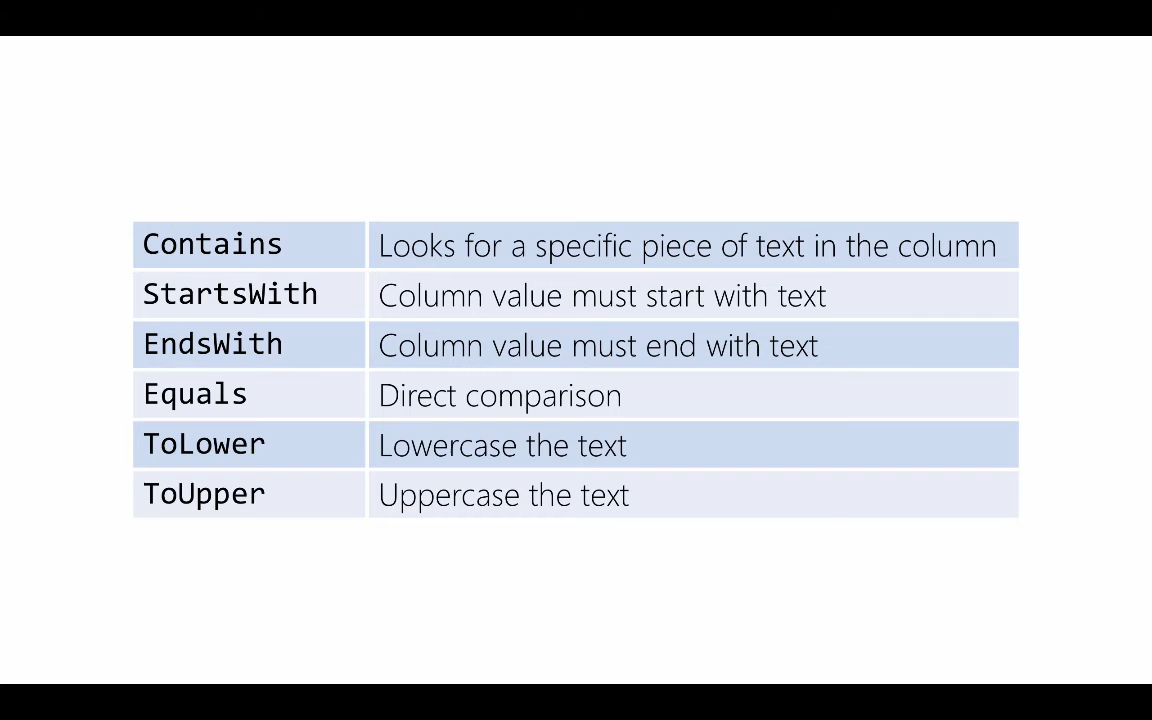 Contains Looks for a specific piece of text in the column
StartsWith Column value must start with text
EndsWith Column value must end with text
Equals Direct comparison
ToLower Lowercase the text
ToUpper Uppercase the text